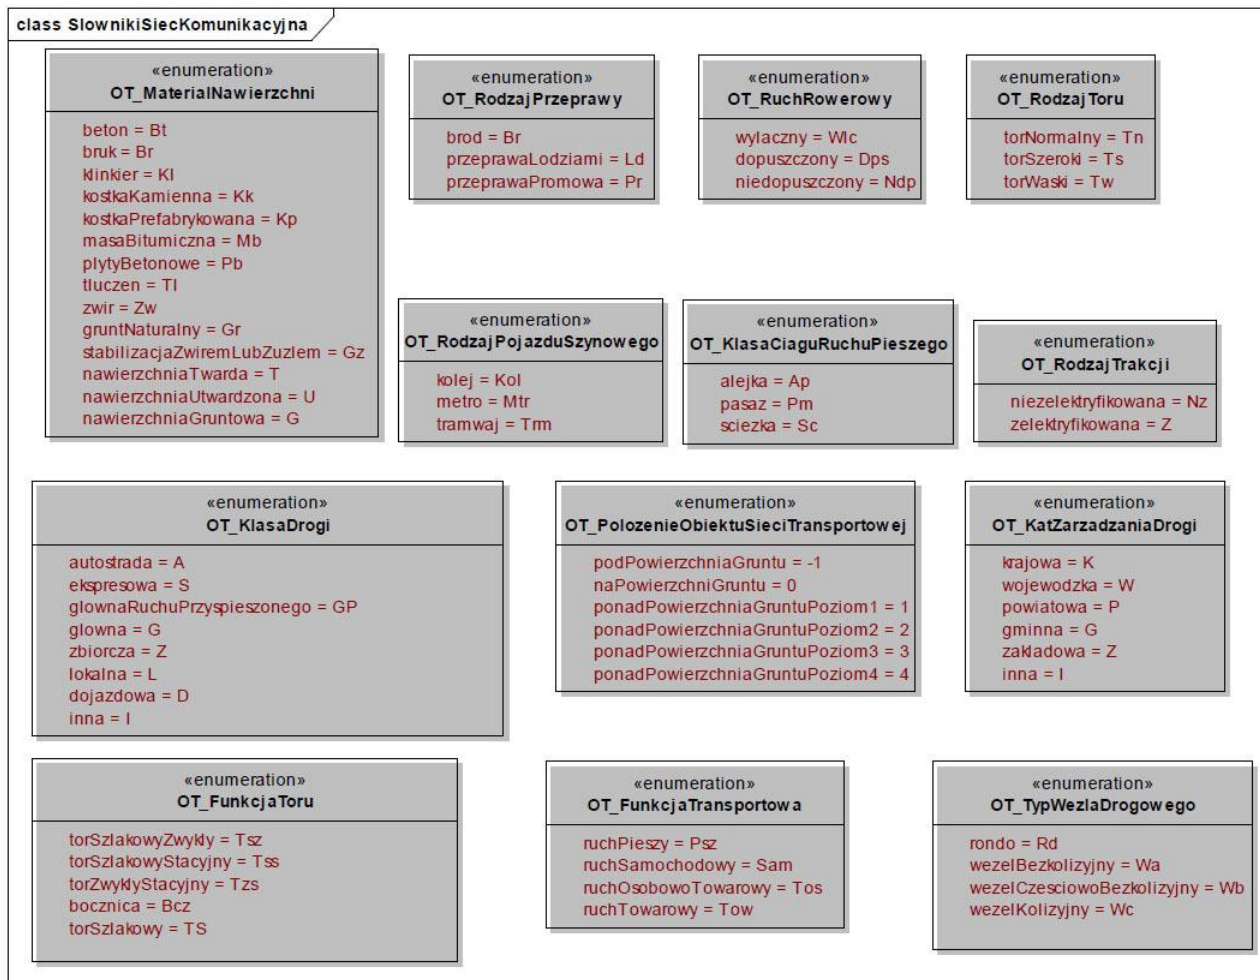 class SlownikiSiecKomunikacyjna
«enumeration»
OT_MaterialNawierzchni
beton = Bt
bruk = Br
klinkier = Kl
kostkaKamienna = Kk
kostkaPrefabrykowana = Kp
masaBitumiczna = Mb
plytyBetonowe = Pb
tluczen = Tl
zwir = Zw
gruntNaturalny = Gr
stabilizacjaZwiremLubZuzlem = Gz
nawierzchniaTwarda = T
nawierzchniaUtwardzona = U
nawierzchniaGruntowa = G
«enumeration»
OT_RodzajPrzeprawy
brod = Br
przeprawaLodziami = Ld
przeprawaPromowa = Pr
«enumeration»
OT_RuchRowerowy
wylaczny = Wlc
dopuszczony = Dps
niedopuszczony = Ndp
«enumeration»
OT_RodzajToru
torNormalny = Tn
torSzeroki = Ts
torWaski = Tw
«enumeration»
OT_RodzajPojazduSzynowego
kolej = Kol
metro = Mtr
tramwaj = Trm
«enumeration»
OT_KlasaCiaguRuchuPieszego
alejka = Ap
pasaz = Pm
sciezka = Sc
«enumeration»
OT_RodzajTrakcji
niezelektryfikowana = Nz
zelektryfikowana = Z
«enumeration»
OT_KlasaDrogi
autostrada = A
ekspresowa = S
glownaRuchuPrzyspieszonego = GP
glowna = G
zbiorcza = Z
lokalna = L
dojazdowa = D
inna = I
«enumeration»
OT_PolozenieObiektuSieciTransportowej
podPowierzchniaGruntu = -1
naPowierzchniGruntu = 0
ponadPowierzchniaGruntuPoziom1 = 1
ponadPowierzchniaGruntuPoziom2 = 2
ponadPowierzchniaGruntuPoziom3 = 3
ponadPowierzchniaGruntuPoziom4 = 4
«enumeration»
OT_KatZarzadzaniaDrogi
krajowa = K
wojewodzka = W
powiatowa = P
gminna = G
zakladowa = Z
inna = I
«enumeration»
OT_FunkcjaToru
torSzlakowyZwykly = Tsz
torSzlakowyStacyjny = Tss
torZwyklyStacyjny = Tzs
bocznica = Bcz
torSzlakowy = TS
«enumeration»
OT_FunkcjaTransportowa
ruchPieszy = Psz
ruchSamochodowy = Sam
ruchOsobowoTowarowy = Tos
ruchTowarowy = Tow
«enumeration»
OT_TypWezlaDrogowego
rondo = Rd
wezelBezkolizyjny = Wa
wezelCzesciowoBezkolizyjny = Wb
wezelKolizyjny = Wc